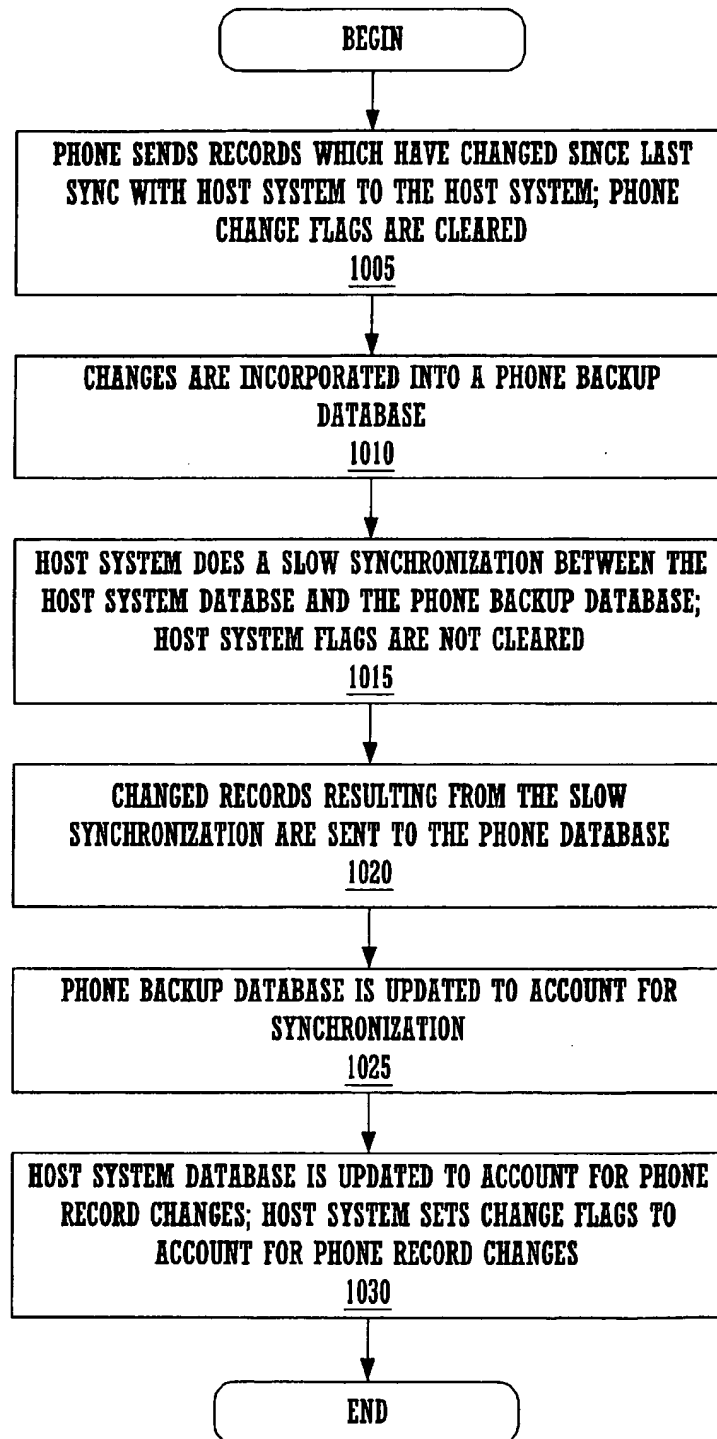 BEGIN
PHONE SENDS RECORDS WHICH HAVE CHANGED SINCE LAST
SYNC WITH HOST SYSTEM TO THE HOST SYSTEM; PHONE
CHANGE FLAGS ARE CLEARED
1005
CHANGES ARE INCORPORATED INTO A PHONE BACKUP
DATABASE
1010
HOST SYSTEM DOES A SLOW SYNCHRONIZATION BETWEEN THE
HOST SYSTEM DATABSE AND THE PHONE BACKUP DATABASE;
HOST SYSTEM FLAGS ARE NOT CLEARED
1015
CHANGED RECORDS RESULTING FROM THE SLOW
SYNCHRONIZATION ARE SENT TO THE PHONE DATABASE
1020
PHONE BACKUP DATABASE IS UPDATED TO ACCOUNT FOR
SYNCHRONIZATION
1025
HOST SYSTEM DATABASE IS UPDATED TO ACCOUNT FOR PHONE
RECORD CHANGES; HOST SYSTEM SETS CHANGE FLAGS TO
ACCOUNT FOR PHONE RECORD CHANGES
1030
END